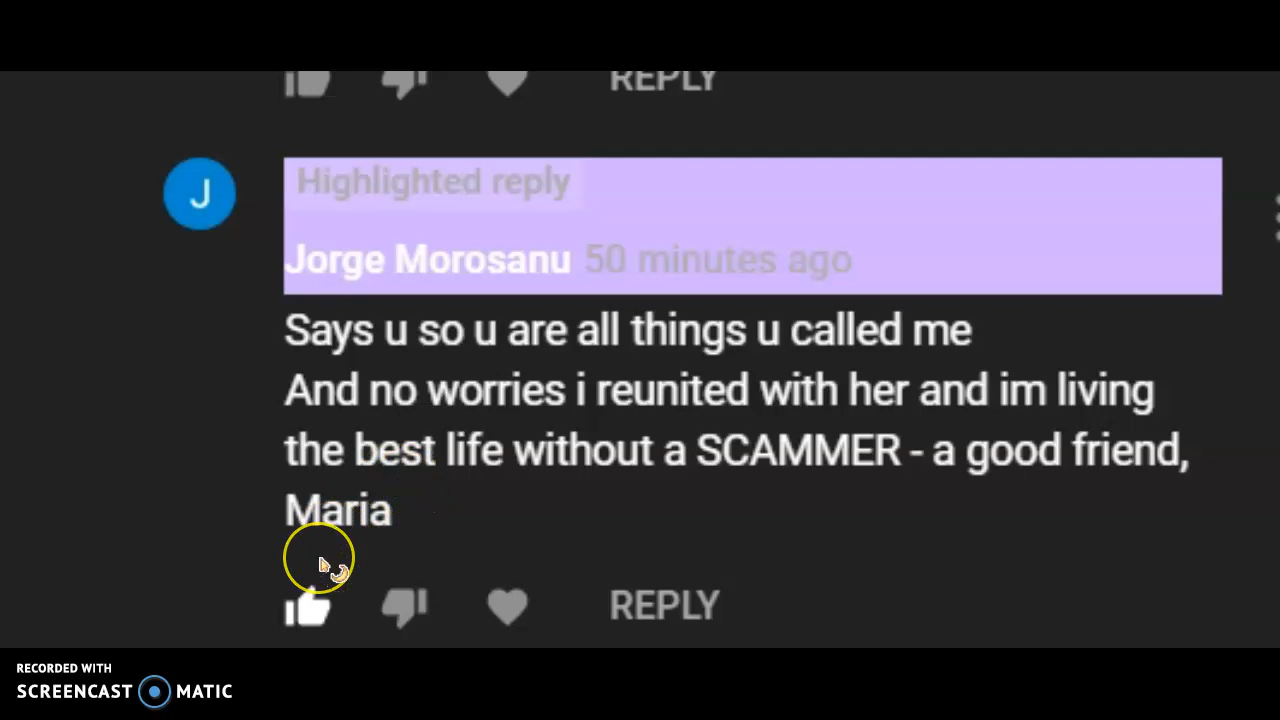 REPLY
Highlighted reply
J
Jorge Morosanu 50 minutes ago
Says u so u are all things u called me
And no worries i reunited with her and im living
the best life without a SCAMMER - a good friend,
Maria
REPLY
RECORDED WITH
SCREENCAST MATIC